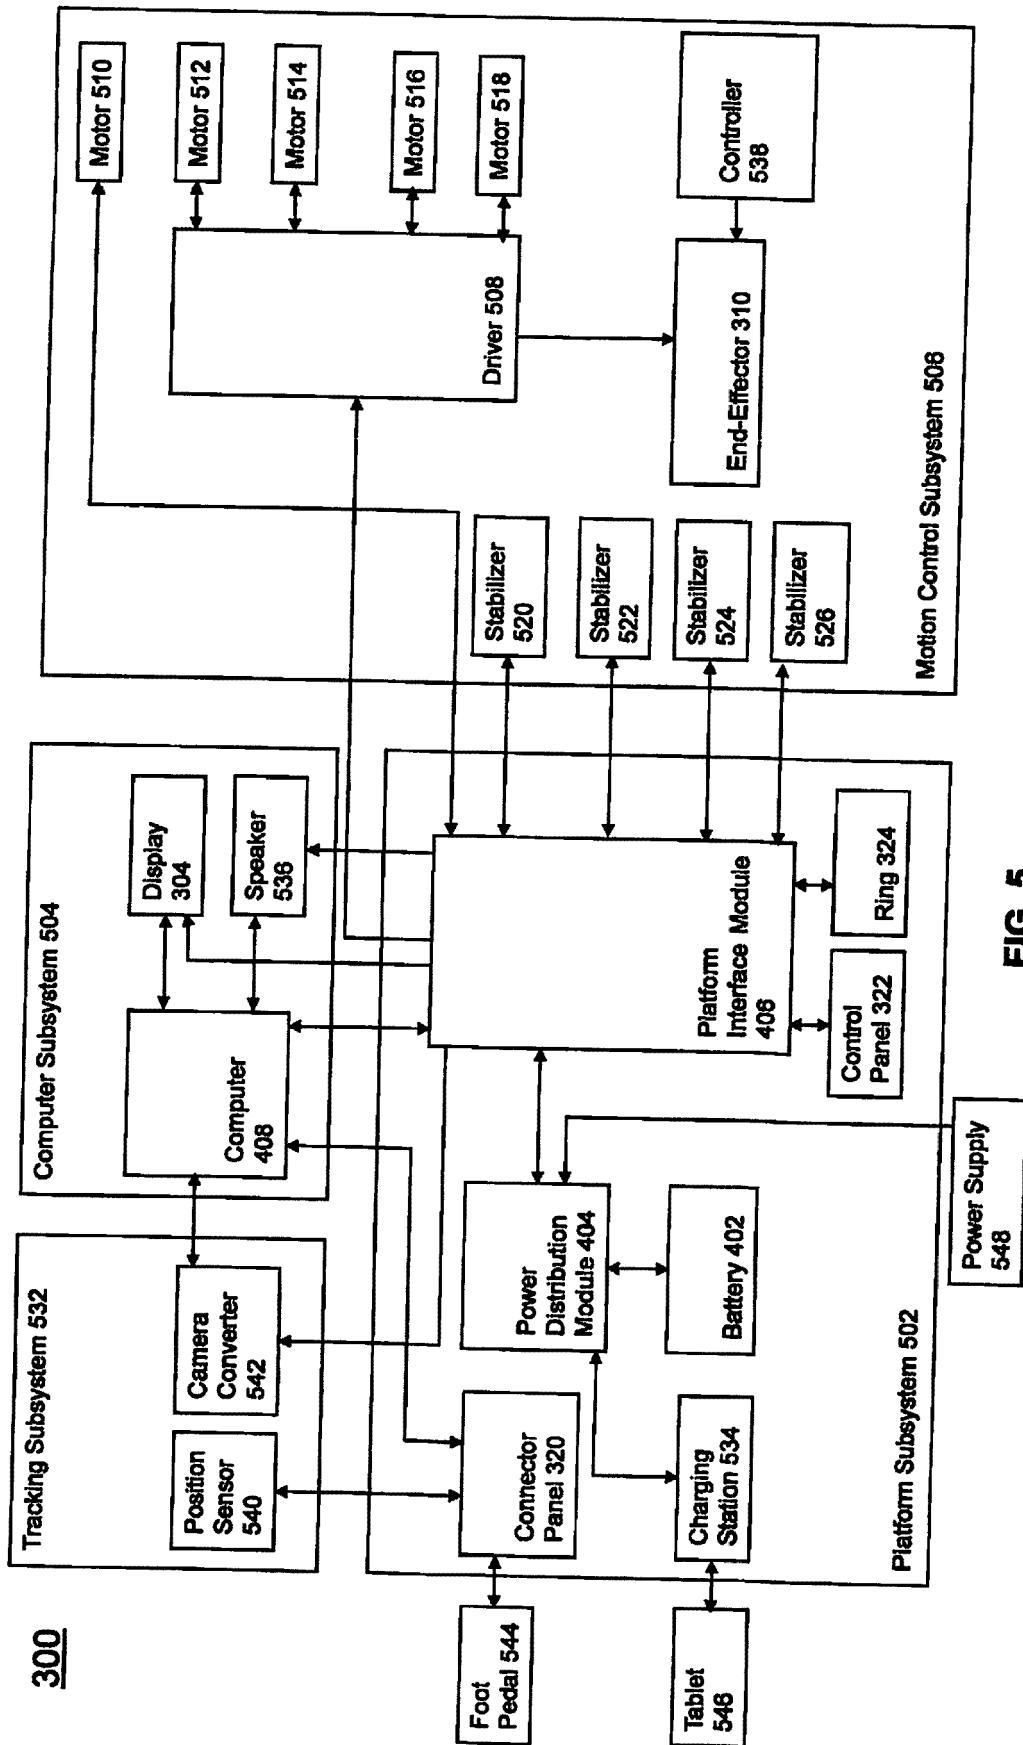 300
Tracking Subsystem 532
Position
Sensor
540
Camera
Converter
542
Computer Subsystem 504
Computer
408
Display
304
Speaker
536
Motor 510
Motor 512
Motor 514
Motor 516
Motor 518
Driver 508
Controller
538
End-Effector 310
Stabilizer
520
Stabilizer
522
Stabilizer
524
Stabilizer
526
Motion Control Subsystem 506
Foot
Pedal 544
Tablet
546
Connector
Panel 320
Charging
Station 534
Power
Distribution
Module 404
Battery 402
Platform
Interface Module
406
Control
Panel 322
Ring 324
Platform Subsystem 502
Power Supply
548
FIG. 5